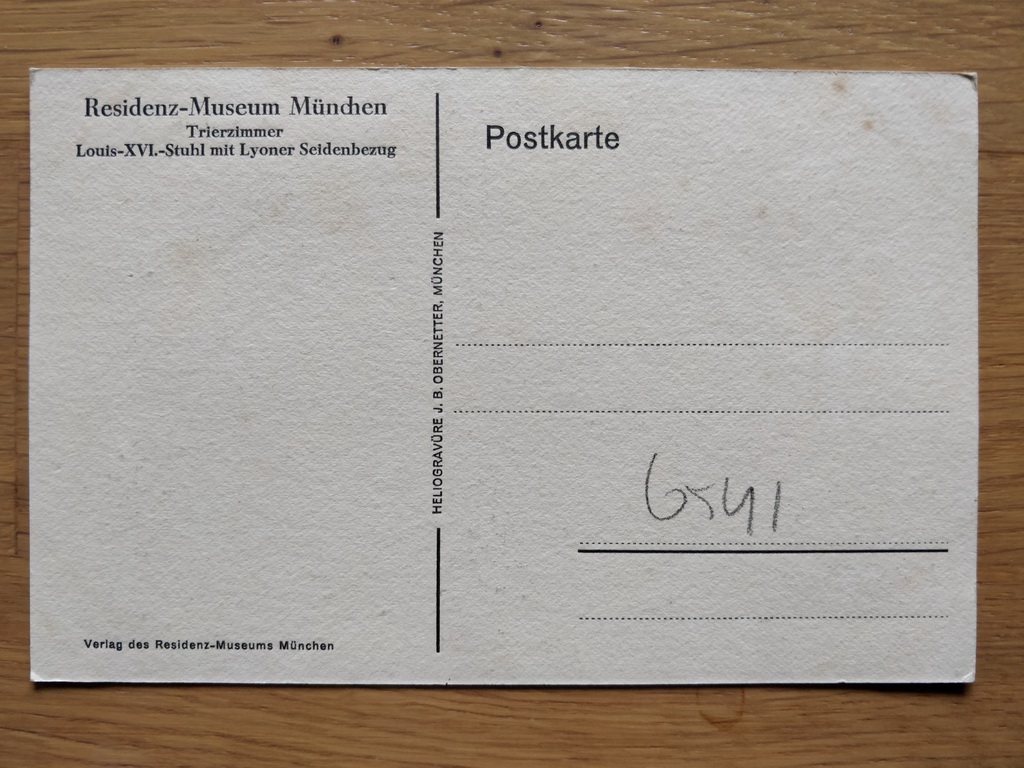 Residenz-Museum München
Trierzimmer
Louis-XVI.-Stuhl mit Lyoner Seidenbezug
Verlag des Residenz-Museums München
HELIOGRAVÜRE J. B. OBERNETTER, MÜNCHEN
Postkarte
6541